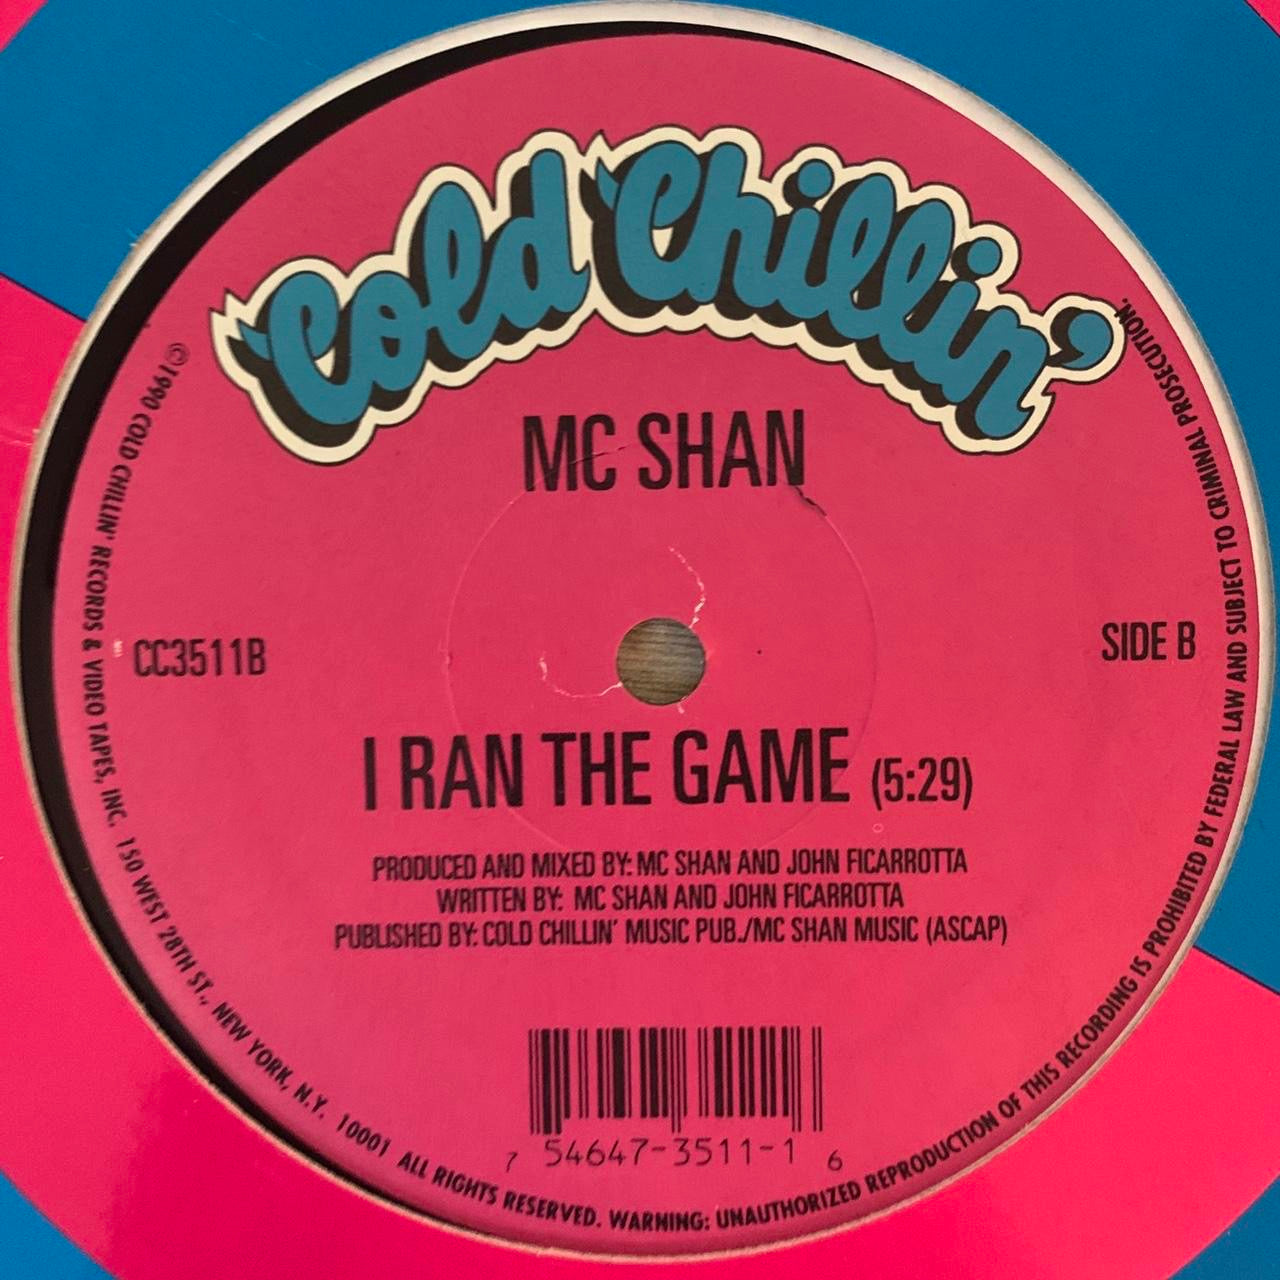 Cold Chillin'
MC SHAN
CC3511B
SIDE B
I RAN THE GAME (5:29)
PRODUCED AND MIXED BY: MC SHAN AND JOHN FICARROTTA
WRITTEN BY: MC SHAN AND JOHN FICARROTTA
PUBLISHED BY: COLD CHILLIN' MUSIC PUB./MC SHAN MUSIC (ASCAP)
7 54647-3511-1 6
©1990 COLD CHILLIN' RECORDS & VIDEO TAPES, INC. 150 WEST 28TH ST., NEW YORK, N.Y. 10001 ALL RIGHTS RESERVED. WARNING: UNAUTHORIZED REPRODUCTION OF THIS RECORDING IS PROHIBITED BY FEDERAL LAW AND SUBJECT TO CRIMINAL PROSECUTION.